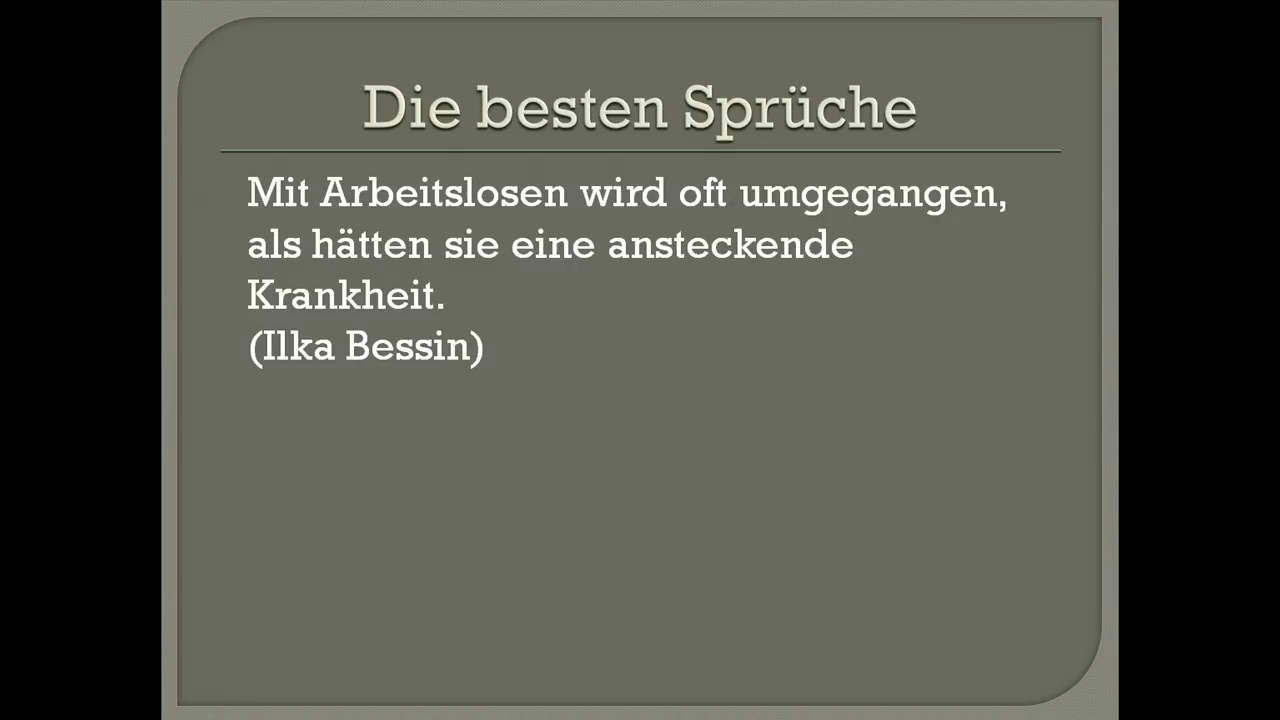 Die besten Sprüche
Mit Arbeitslosen wird oft umgegangen,
als hätten sie eine ansteckende
Krankheit.
(Ilka Bessin)